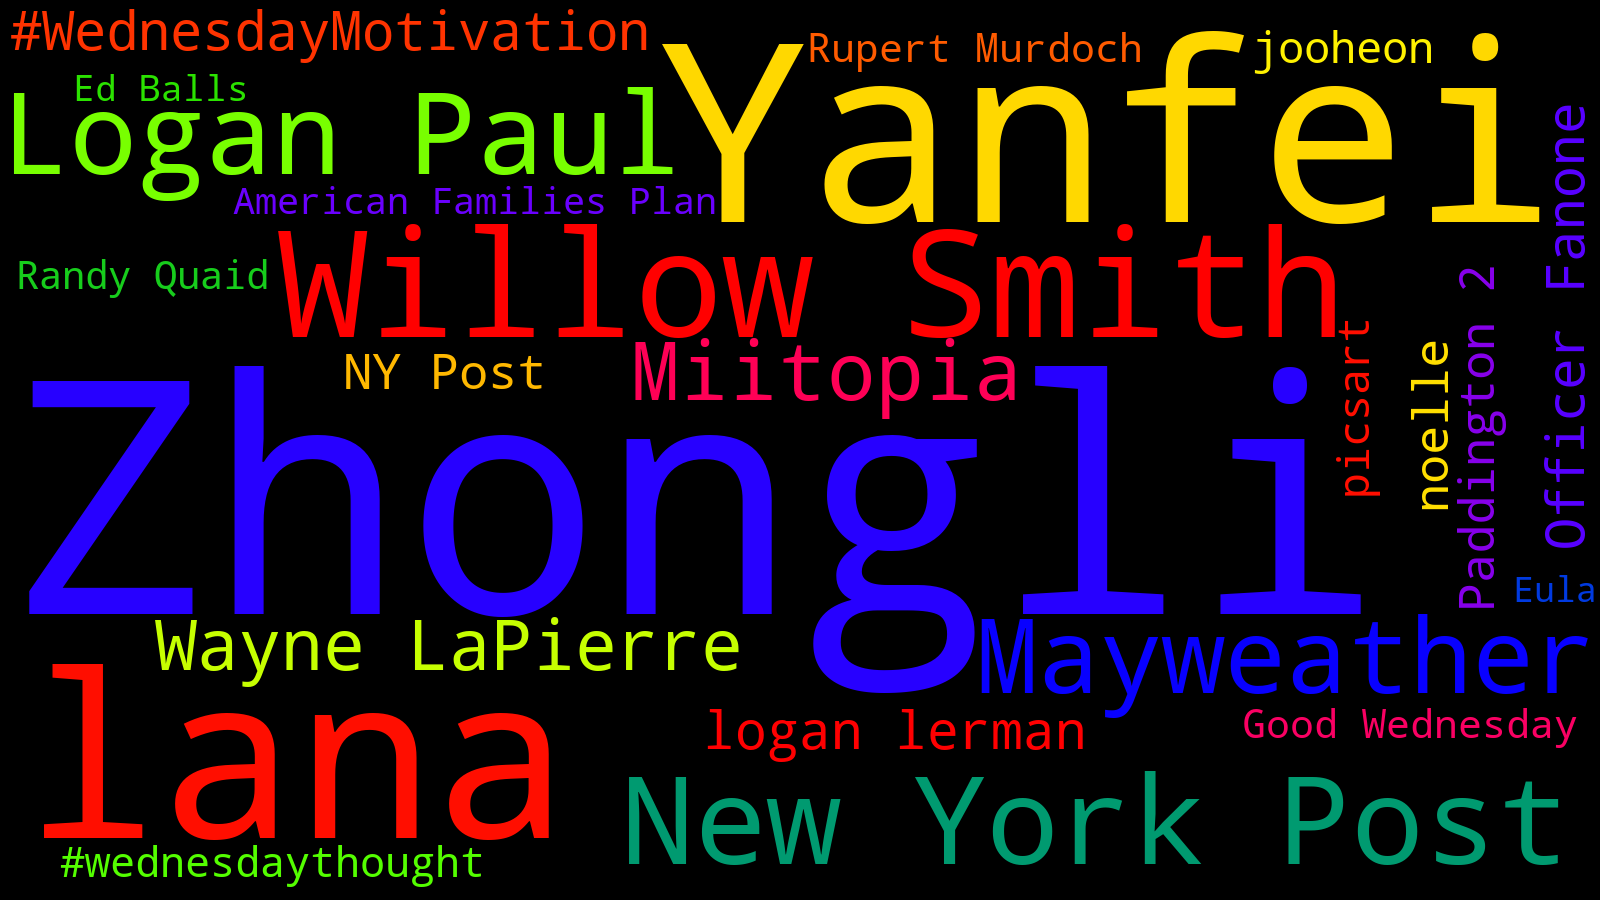 #WednesdayMotivation
Rupert Murdoch
jooheon
Yanfei
Ed Balls
Logan Paul
American Families Plan
Officer Fanone
Willow Smith
Randy Quaid
Paddington 2
picsart
noelle
NY Post
Miitopia
Zhongli
Eula
Wayne LaPierre
Mayweather
lana
logan lerman
Good Wednesday
New York Post
#wednesdaythought